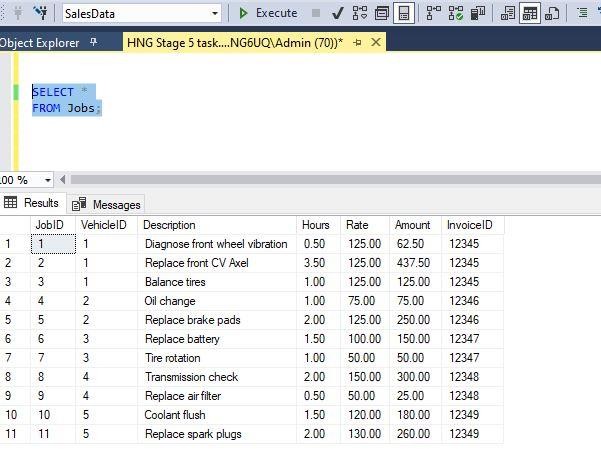 SalesData Execute
Object Explorer HNG Stage 5 task....NG6UQ\Admin (70))*
SELECT *
FROM Jobs;
00 %
Results Messages
JobID VehicleID Description Hours Rate Amount InvoiceID
1 1 1 Diagnose front wheel vibration 0.50 125.00 62.50 12345
2 2 1 Replace front CV Axel 3.50 125.00 437.50 12345
3 3 1 Balance tires 1.00 125.00 125.00 12345
4 4 2 Oil change 1.00 75.00 75.00 12346
5 5 2 Replace brake pads 2.00 125.00 250.00 12346
6 6 3 Replace battery 1.50 100.00 150.00 12347
7 7 3 Tire rotation 1.00 50.00 50.00 12347
8 8 4 Transmission check 2.00 150.00 300.00 12348
9 9 4 Replace air filter 0.50 50.00 25.00 12348
10 10 5 Coolant flush 1.50 120.00 180.00 12349
11 11 5 Replace spark plugs 2.00 130.00 260.00 12349